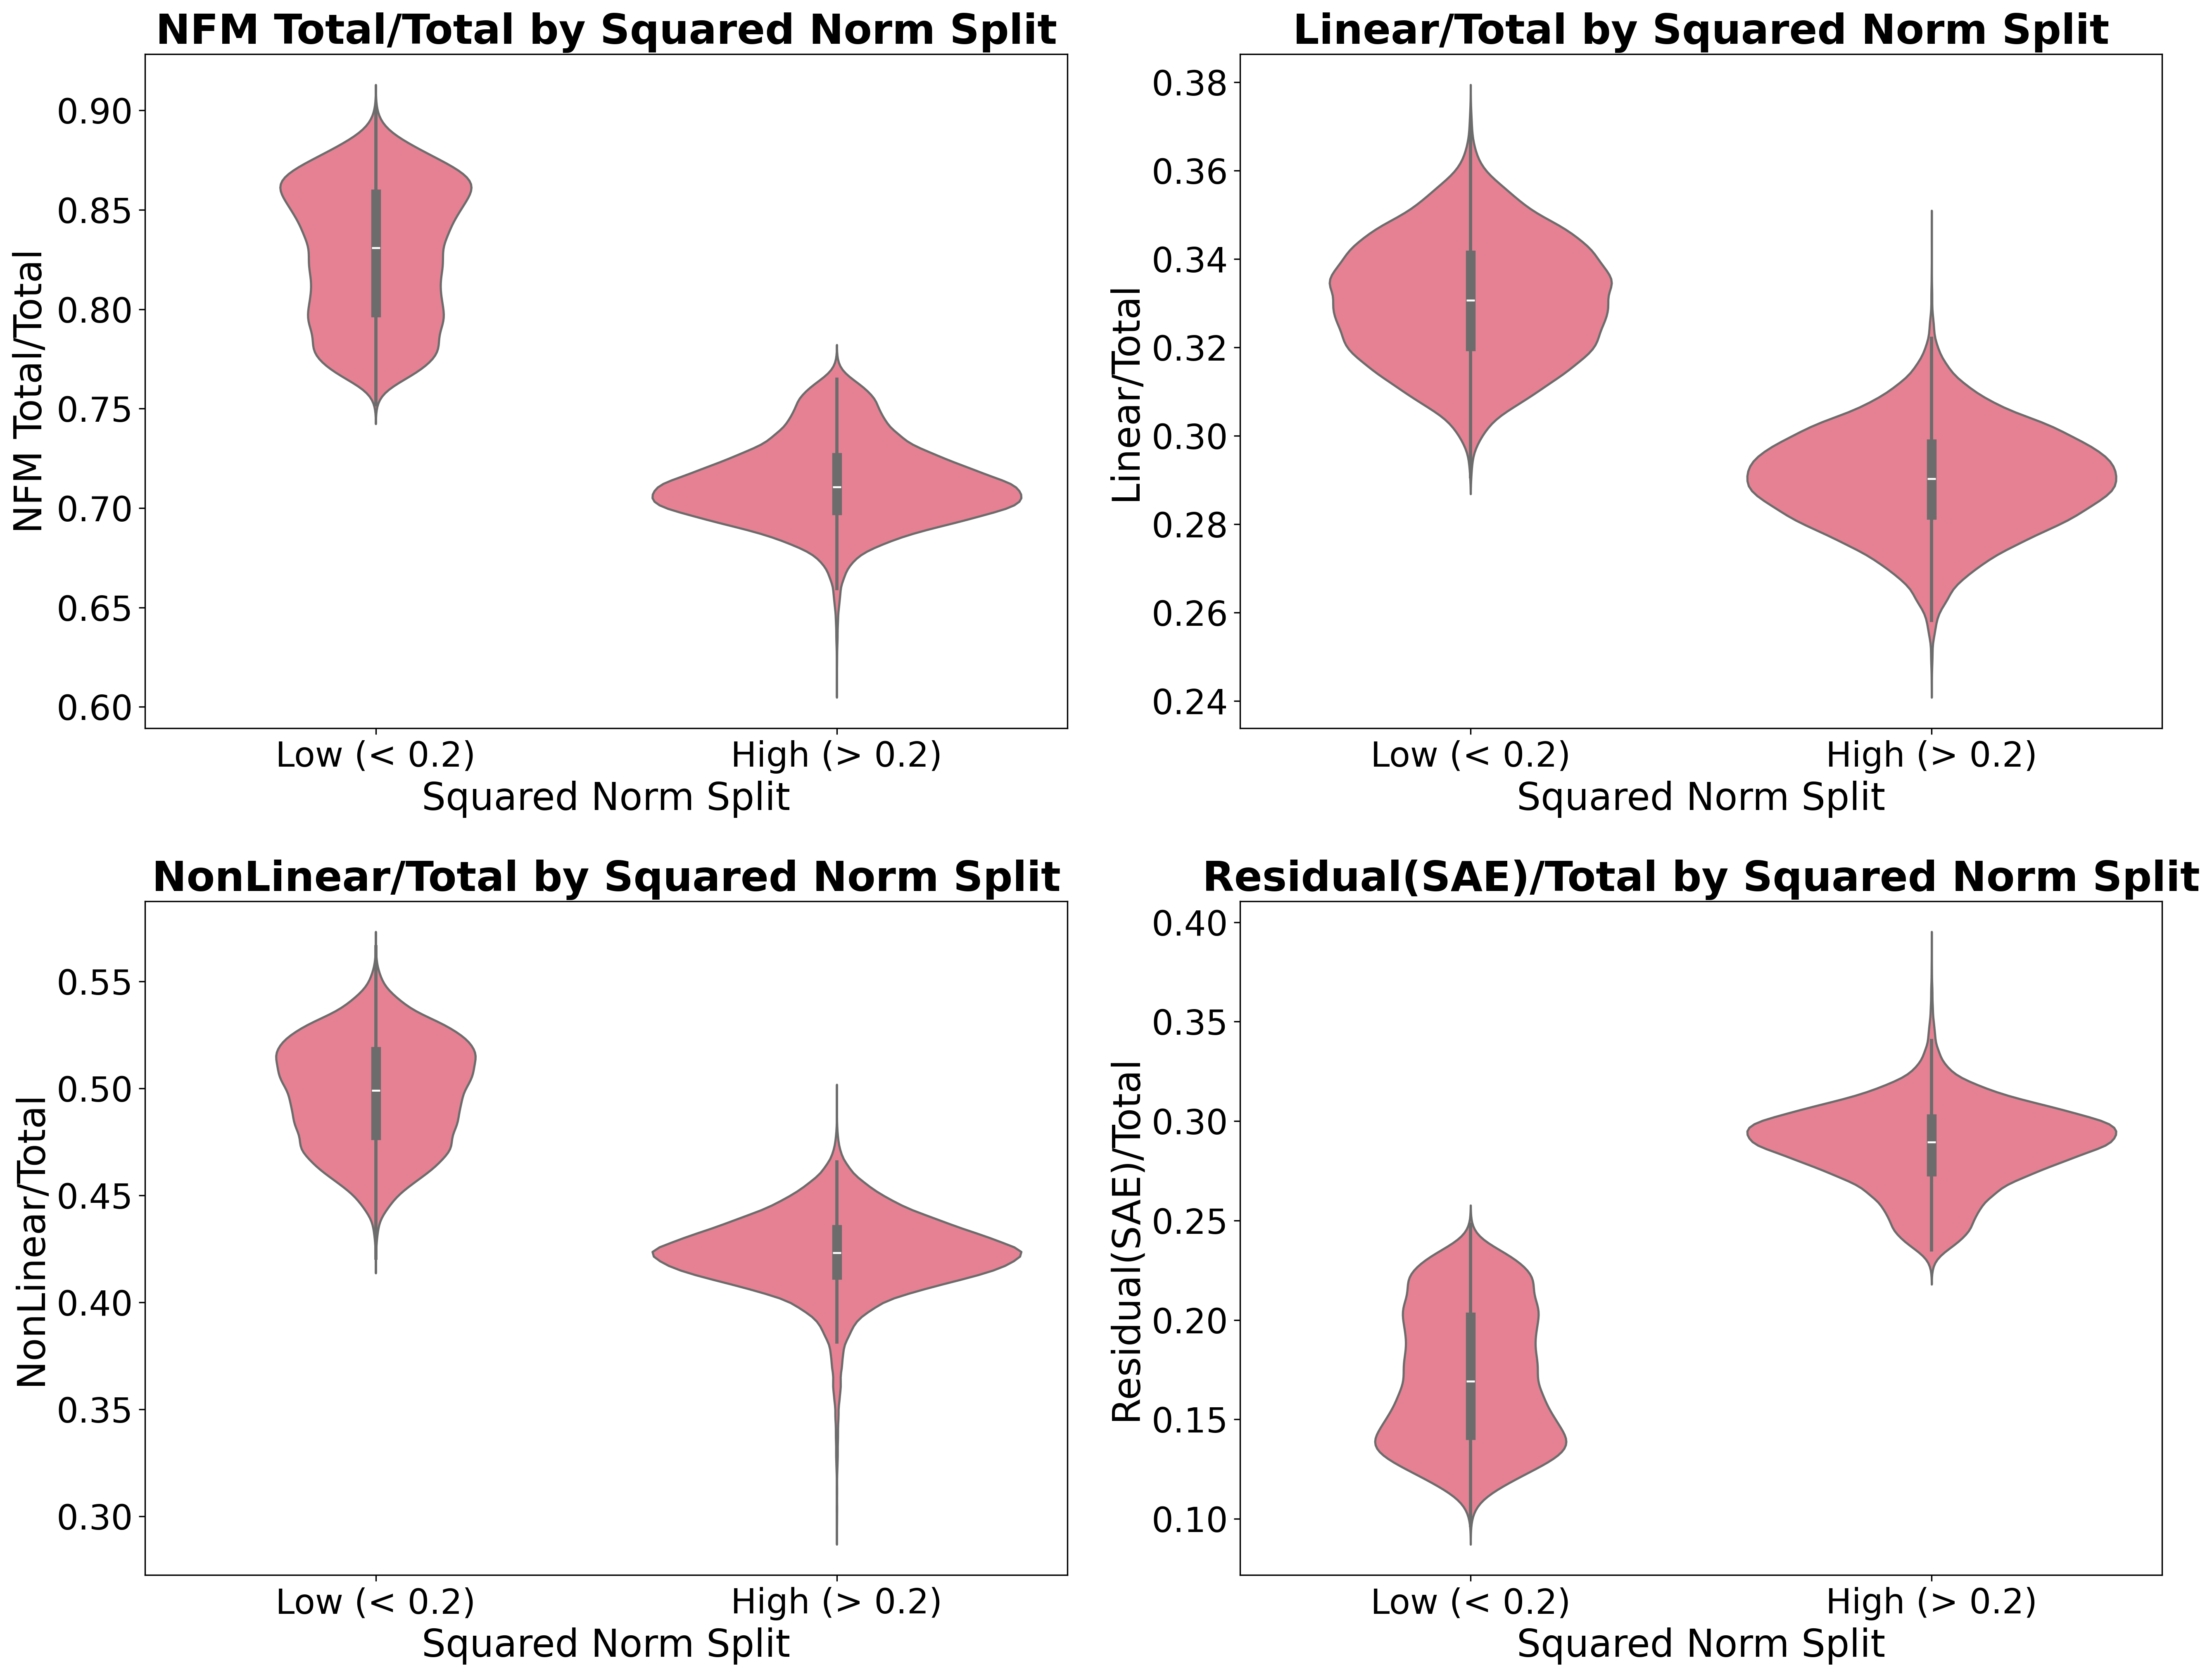 NFM Total/Total by Squared Norm Split
NFM Total/Total
0.90
0.85
0.80
0.75
0.70
0.65
0.60
Low (< 0.2)
High (> 0.2)
Squared Norm Split
Linear/Total by Squared Norm Split
Linear/Total
0.38
0.36
0.34
0.32
0.30
0.28
0.26
0.24
Low (< 0.2)
High (> 0.2)
Squared Norm Split
NonLinear/Total by Squared Norm Split
NonLinear/Total
0.55
0.50
0.45
0.40
0.35
0.30
Low (< 0.2)
High (> 0.2)
Squared Norm Split
Residual(SAE)/Total by Squared Norm Split
Residual(SAE)/Total
0.40
0.35
0.30
0.25
0.20
0.15
0.10
Low (< 0.2)
High (> 0.2)
Squared Norm Split